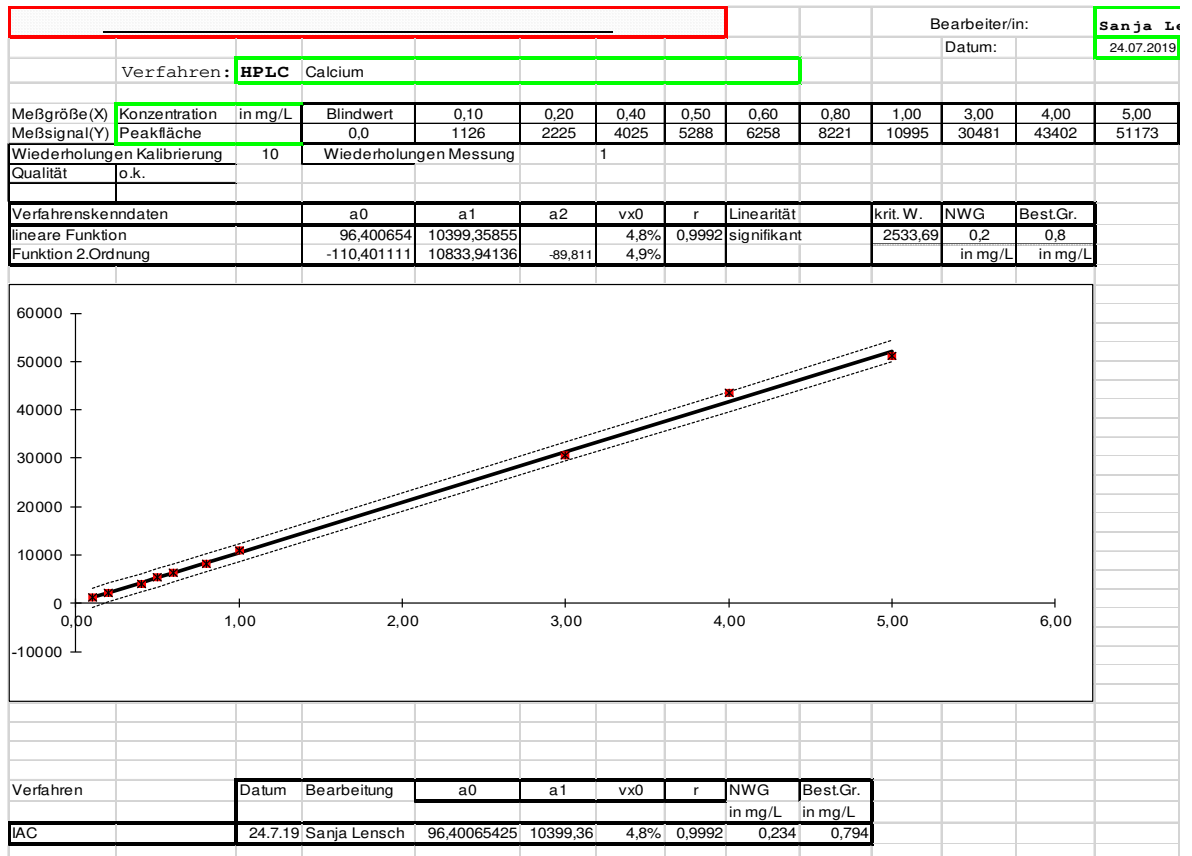 Bearbeiter/in: Sanja Le
Datum: 24.07.2019
Verfahren: HPLC Calcium
Meßgröße(X) Konzentration in mg/L Blindwert 0,10 0,20 0,40 0,50 0,60 0,80 1,00 3,00 4,00 5,00
Meßsignal(Y) Peakfläche 0,0 1126 2225 4025 5288 6258 8221 10995 30481 43402 51173
Wiederholungen Kalibrierung 10 Wiederholungen Messung 1
Qualität o.k.
Verfahrenskenndaten a0 a1 a2 vx0 r Linearität krit. W. NWG Best.Gr.
lineare Funktion 96,400654 10399,35855 4,8% 0,9992 signifikant 2533,69 0,2 0,8
Funktion 2.Ordnung -110,401111 10833,94136 -89,811 4,9% in mg/L in mg/L
60000
50000
40000
30000
20000
10000
0
0,00 1,00 2,00 3,00 4,00 5,00 6,00
-10000
Verfahren Datum Bearbeitung a0 a1 vx0 r NWG Best.Gr.
in mg/L in mg/L
IAC 24.7.19 Sanja Lensch 96,40065425 10399,36 4,8% 0,9992 0,234 0,794